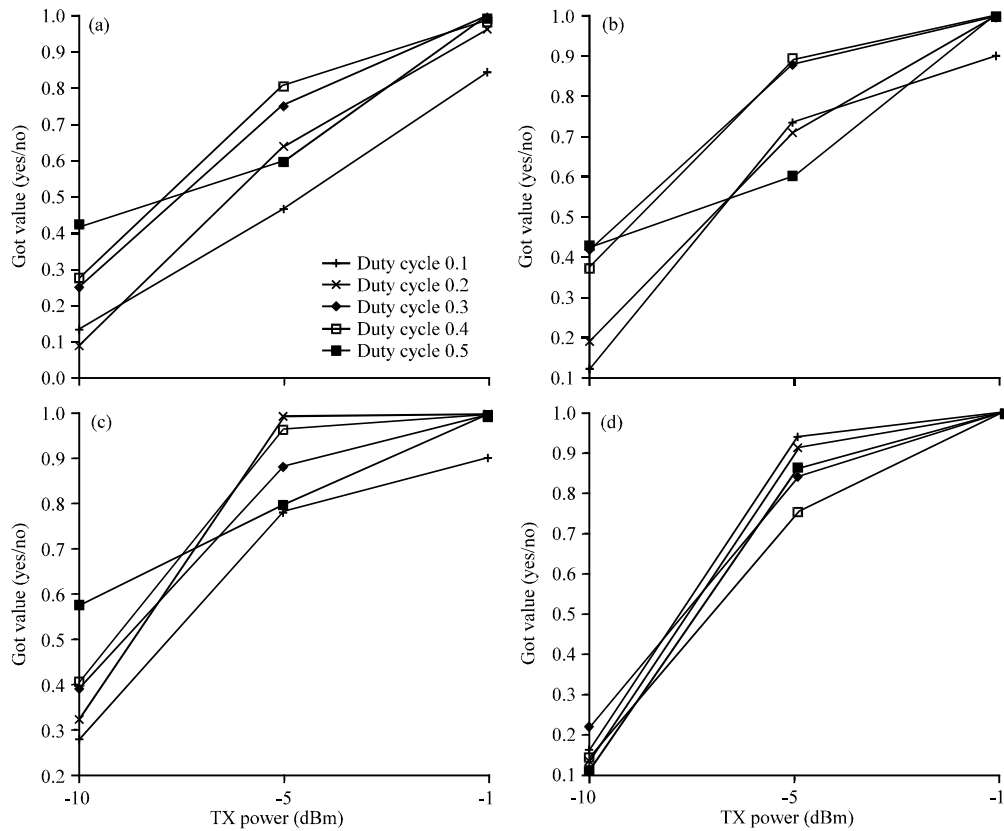 (a)
Got value (yes/no)
1.0
0.9
0.8
0.7
0.6
0.5
0.4
0.3
0.2
0.1
0.0
Duty cycle 0.1
Duty cycle 0.2
Duty cycle 0.3
Duty cycle 0.4
Duty cycle 0.5
(b)
Got value (yes/no)
1.0
0.9
0.8
0.7
0.6
0.5
0.4
0.3
0.2
0.1
(c)
Got value (yes/no)
1.0
0.9
0.8
0.7
0.6
0.5
0.4
0.3
0.2
-10 -5 -1
TX power (dBm)
(d)
Got value (yes/no)
1.0
0.9
0.8
0.7
0.6
0.5
0.4
0.3
0.2
0.1
-10 -5 -1
TX power (dBm)